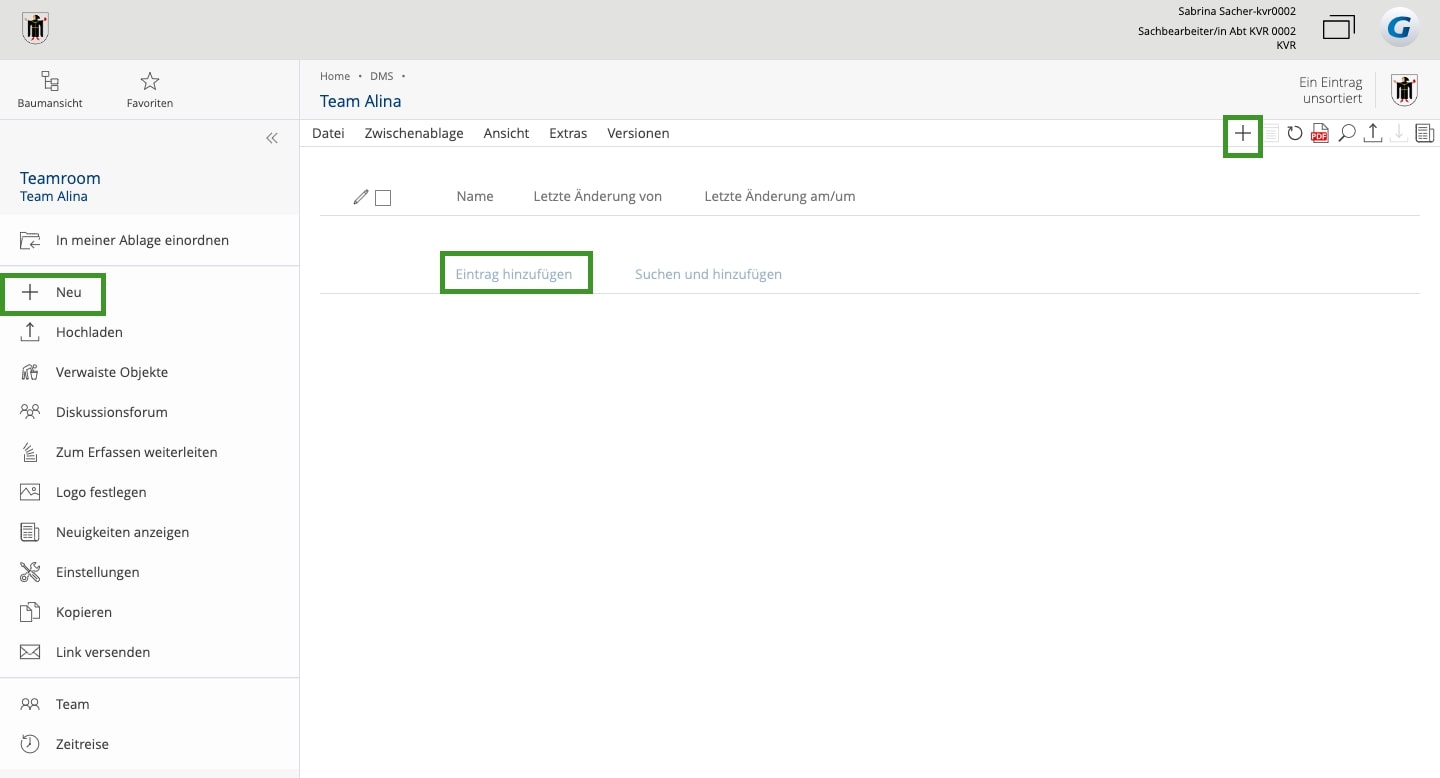 Sabrina Sacher-kvr0002
Sachbearbeiter/in Abt KVR 0002
KVR
G
Baumansicht
Favoriten
Home • DMS •
Team Alina
Ein Eintrag
unsortiert
Datei Zwischenablage Ansicht Extras Versionen
PDF
Teamroom
Team Alina
In meiner Ablage einordnen
Neu
Hochladen
Verwaiste Objekte
Diskussionsforum
Zum Erfassen weiterleiten
Logo festlegen
Neuigkeiten anzeigen
Einstellungen
Kopieren
Link versenden
Team
Zeitreise
Name Letzte Änderung von Letzte Änderung am/um
Eintrag hinzufügen Suchen und hinzufügen